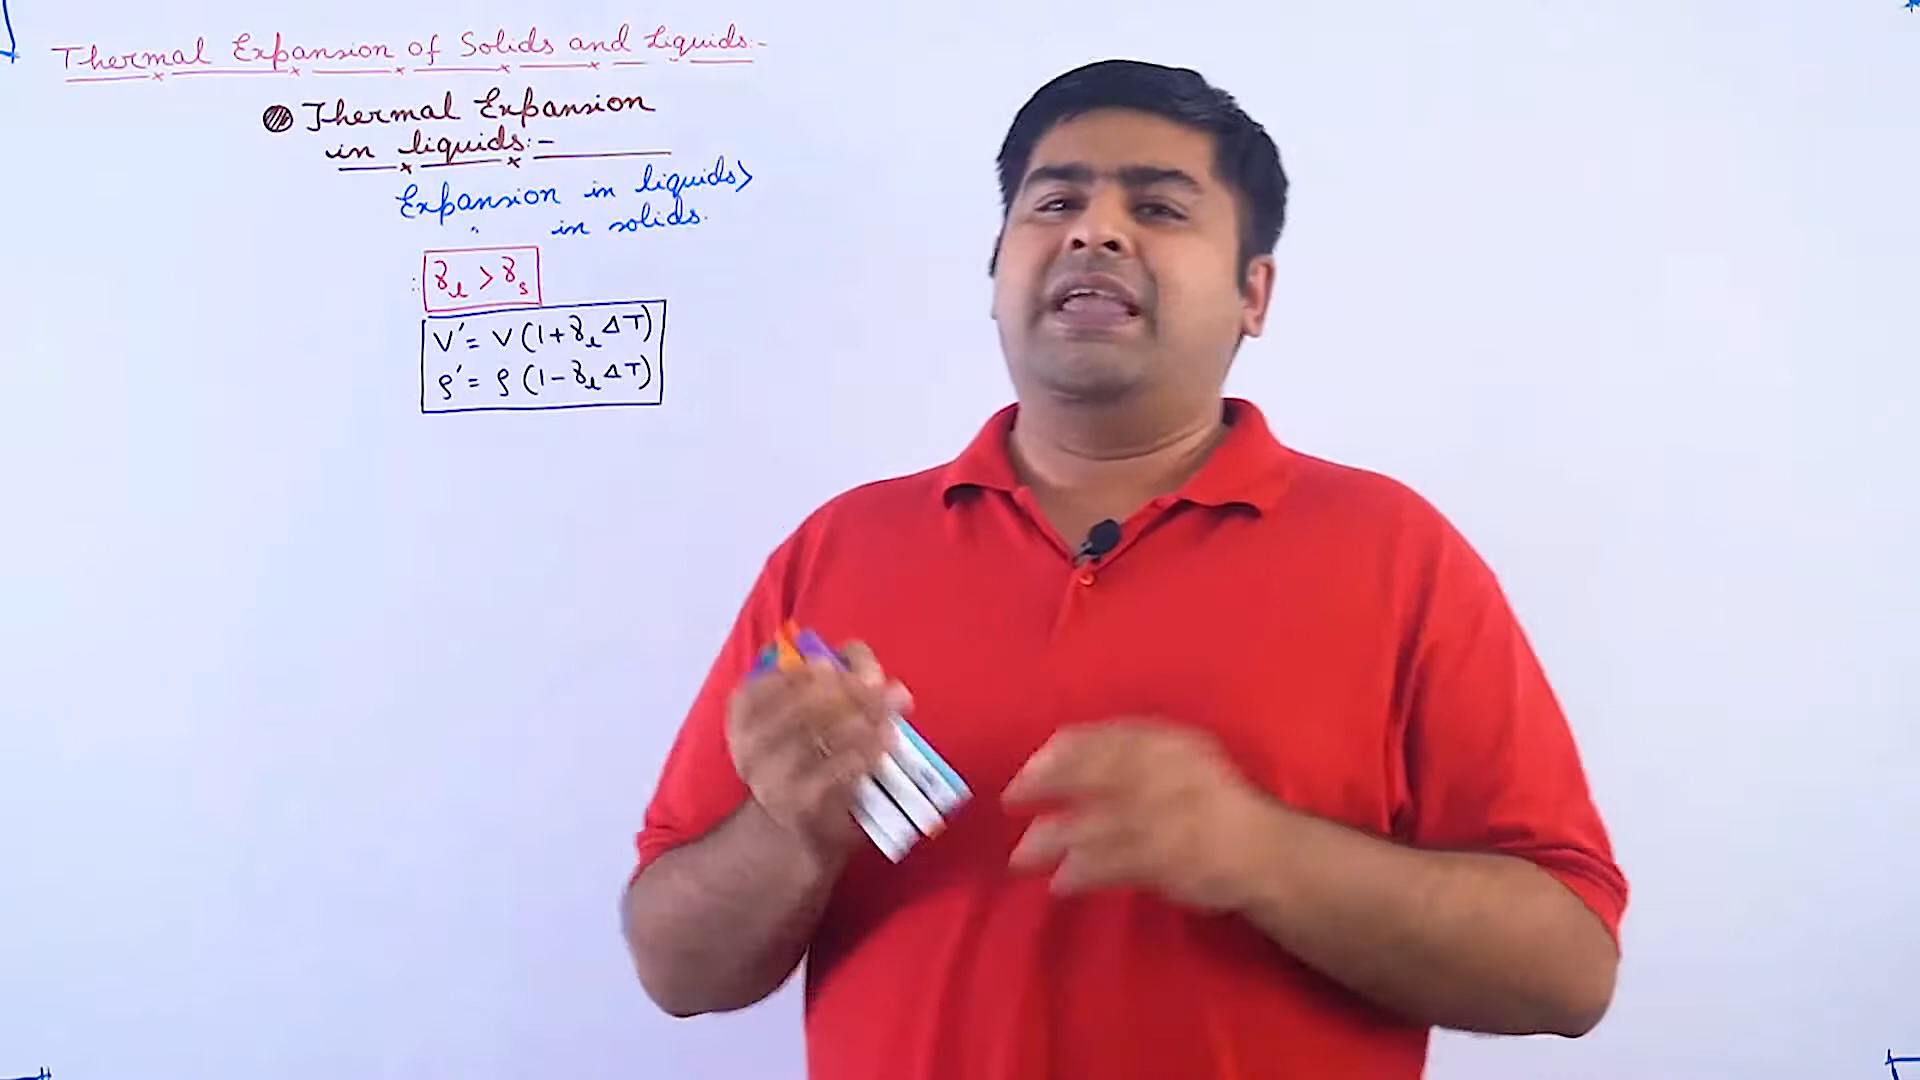 Thermal Expansion of Solids and Liquids:-
Thermal Expansion
in liquids:-
Expansion in liquids >
" in solids.
: γₗ > γₛ
V' = V (1 + γₗ ΔT)
ρ' = ρ (1 - γₗ ΔT)